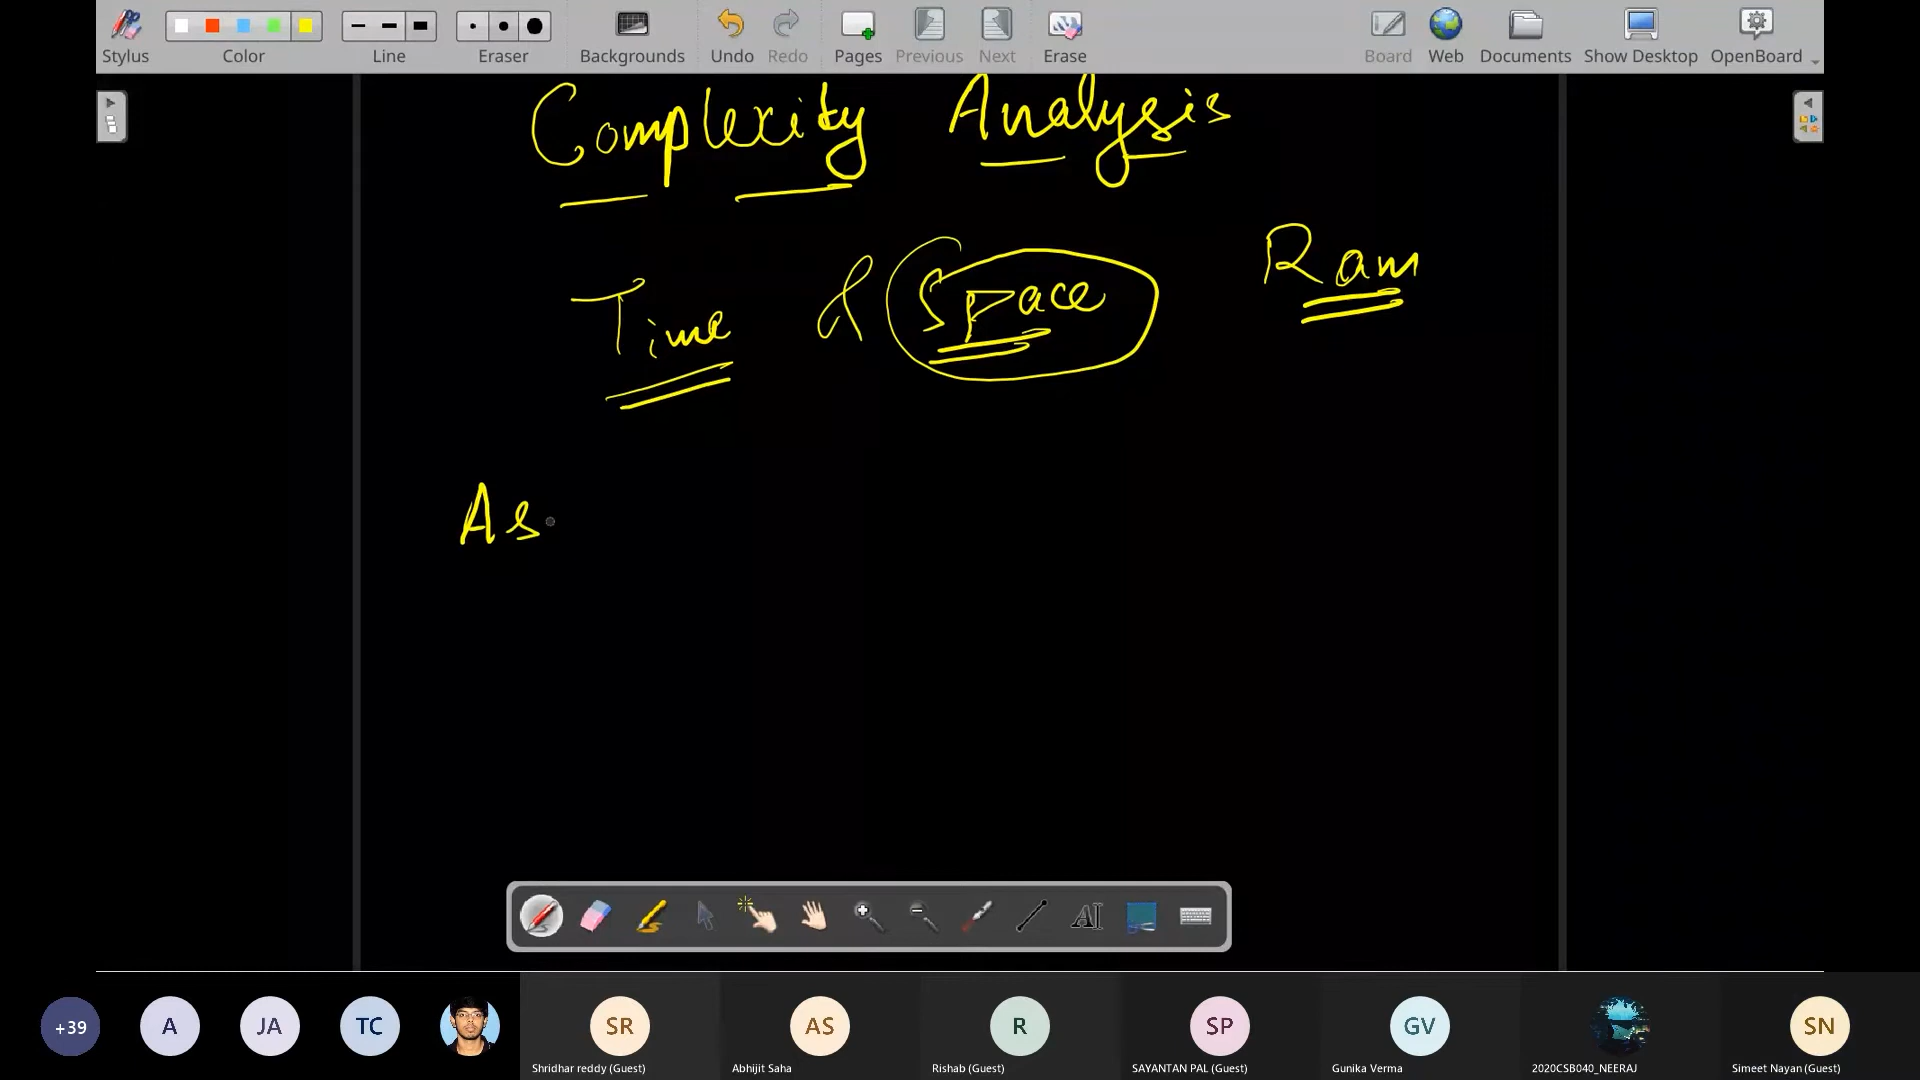 Stylus Color Line Eraser Backgrounds Undo Redo Pages Previous Next Erase Board Web Documents Show Desktop OpenBoard
Complexity Analysis
Time & Space Ram
As
AI
+39 A JA TC SR AS R SP GV SN
Shridhar reddy (Guest) Abhijit Saha Rishab (Guest) SAYANTAN PAL (Guest) Gunika Verma 2020CSB040_NEERAJ Simeet Nayan (Guest)